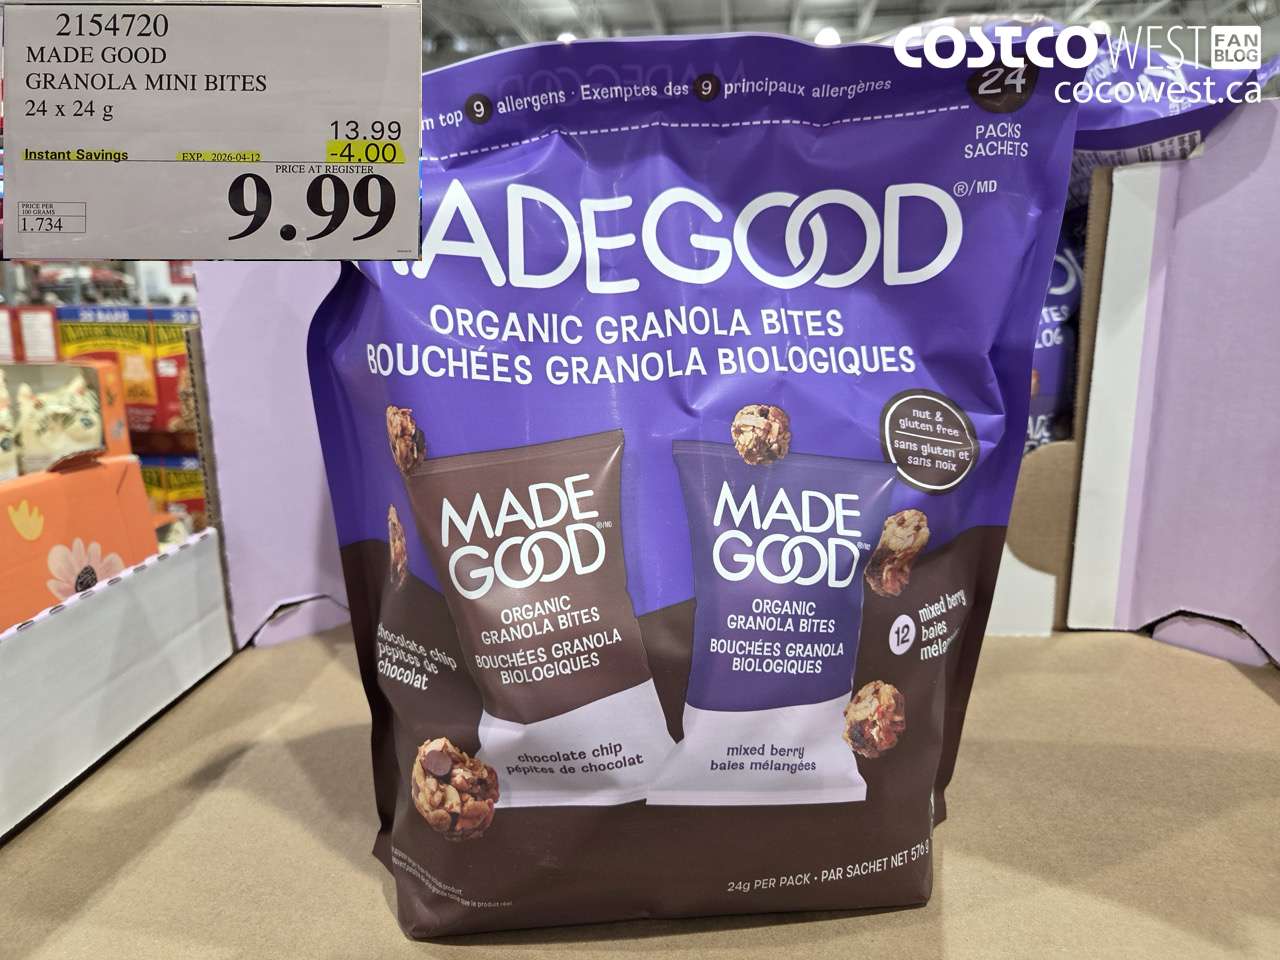 2154720
MADE GOOD
GRANOLA MINI BITES
24 x 24 g
13.99
Instant Savings EXP. 2026-04-12 -4.00
PRICE AT REGISTER
9.99
PRICE PER
100 GRAMS
1.734
COSTCO WEST FAN BLOG
cocowest.ca
top 9 allergens · Exemptes des 9 principaux allergènes
24
PACKS
SACHETS
ADEGOOD ®/MD
ORGANIC GRANOLA BITES
BOUCHÉES GRANOLA BIOLOGIQUES
nut &
gluten free
sans gluten et
sans noix
MADE
GOOD ®/MD
ORGANIC
GRANOLA BITES
BOUCHÉES GRANOLA
BIOLOGIQUES
chocolate chip
pépites de chocolat
MADE
GOOD ®/MD
ORGANIC
GRANOLA BITES
BOUCHÉES GRANOLA
BIOLOGIQUES
mixed berry
baies mélangées
chocolate chip
pépites de
chocolat
12
mixed berry
baies
24g PER PACK • PAR SACHET NET 576 g